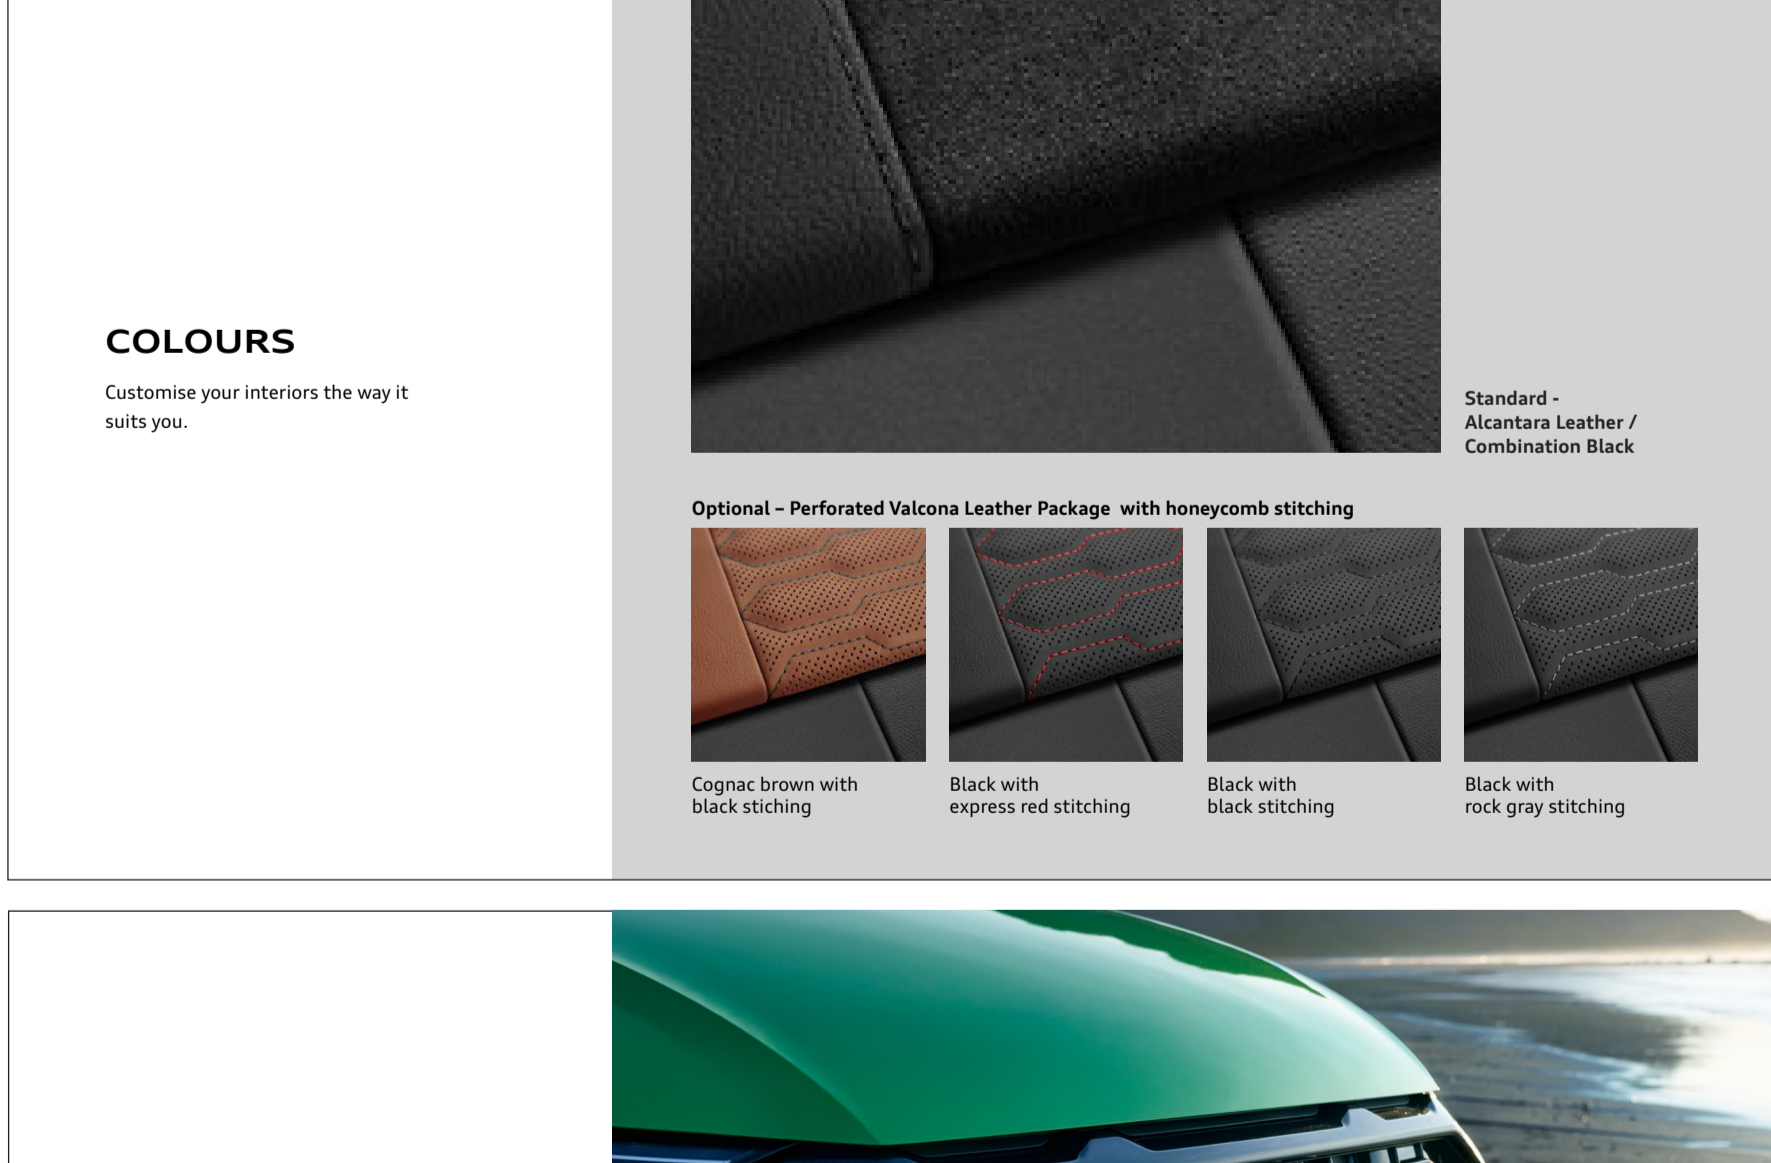 COLOURS
Customise your interiors the way it
suits you.
Standard -
Alcantara Leather /
Combination Black
Optional – Perforated Valcona Leather Package  with honeycomb stitching
Cognac brown with
black stiching
Black with
express red stitching
Black with
black stitching
Black with
rock gray stitching